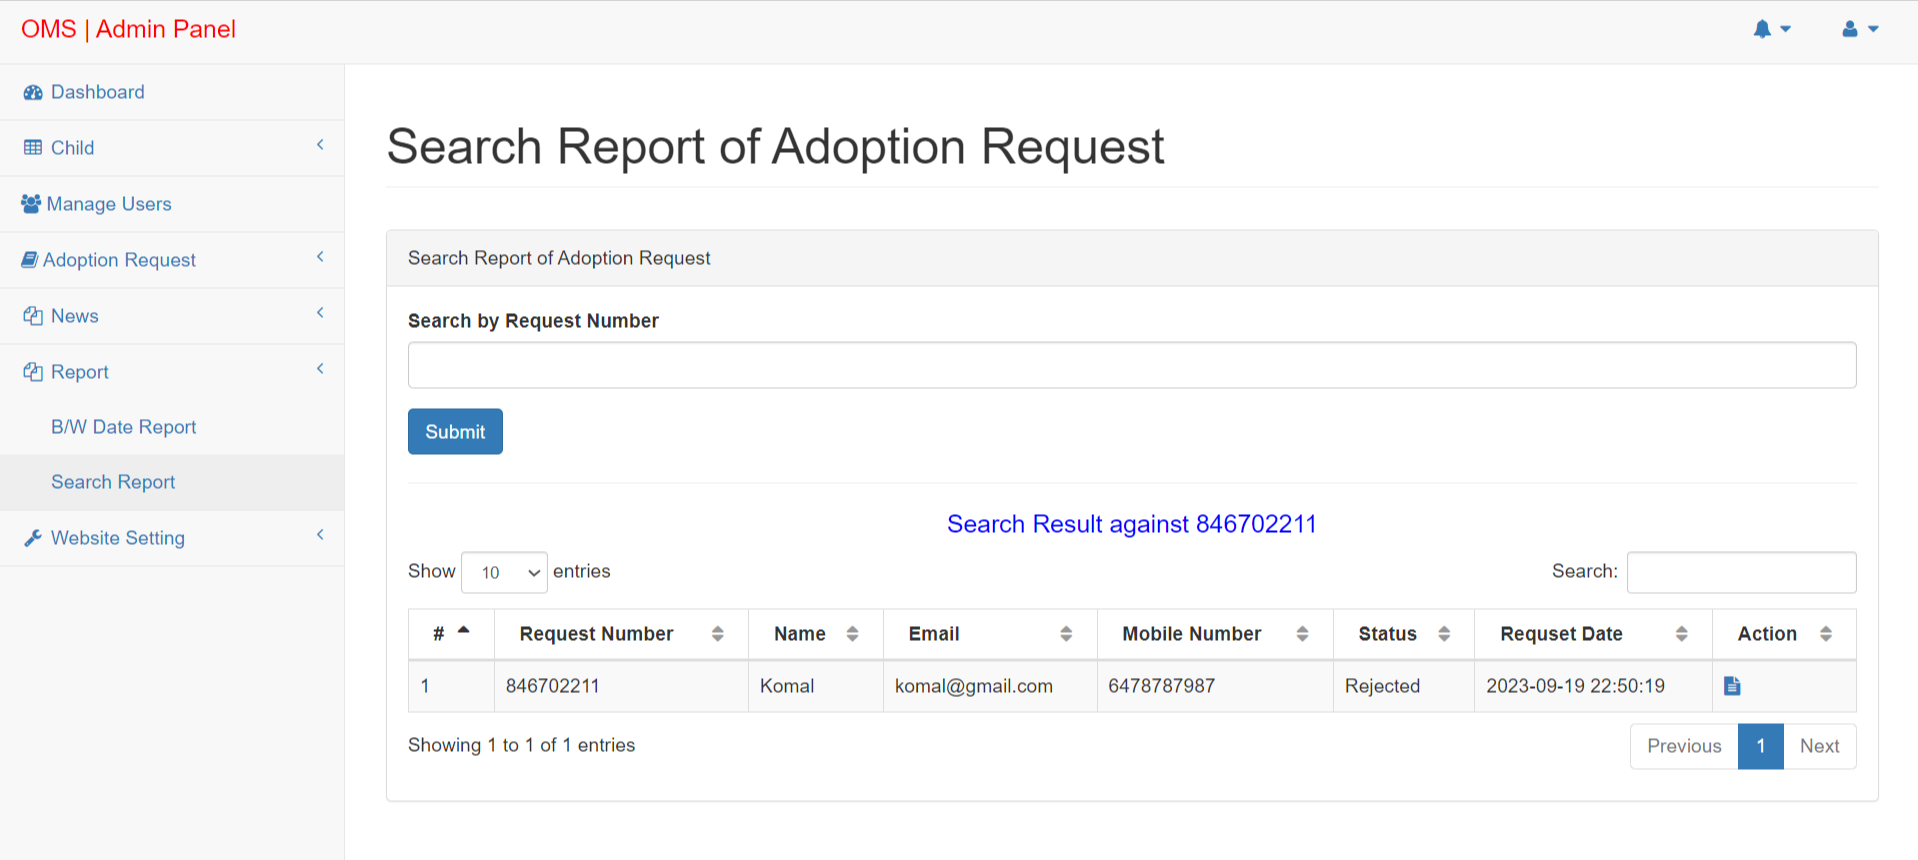 OMS | Admin Panel
Dashboard
Child
Manage Users
Adoption Request
News
Report
B/W Date Report
Search Report
Website Setting
Search Report of Adoption Request
Search Report of Adoption Request
Search by Request Number
Submit
Search Result against 846702211
Show 10 entries Search:
# Request Number Name Email Mobile Number Status Requset Date Action
1 846702211 Komal komal@gmail.com 6478787987 Rejected 2023-09-19 22:50:19
Showing 1 to 1 of 1 entries Previous 1 Next